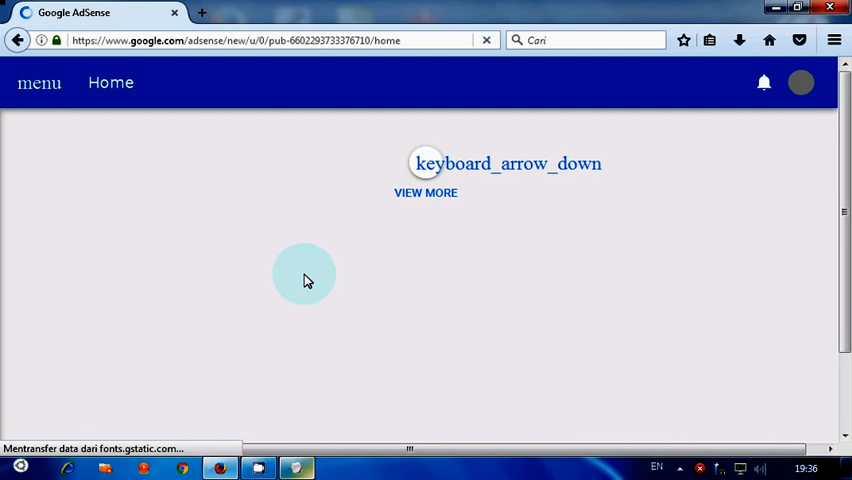 Google AdSense
https://www.google.com/adsense/new/u/0/pub-6602293733376710/home
Cari
menu Home
keyboard_arrow_down
VIEW MORE
Mentransfer data dari fonts.gstatic.com...
EN 19:36